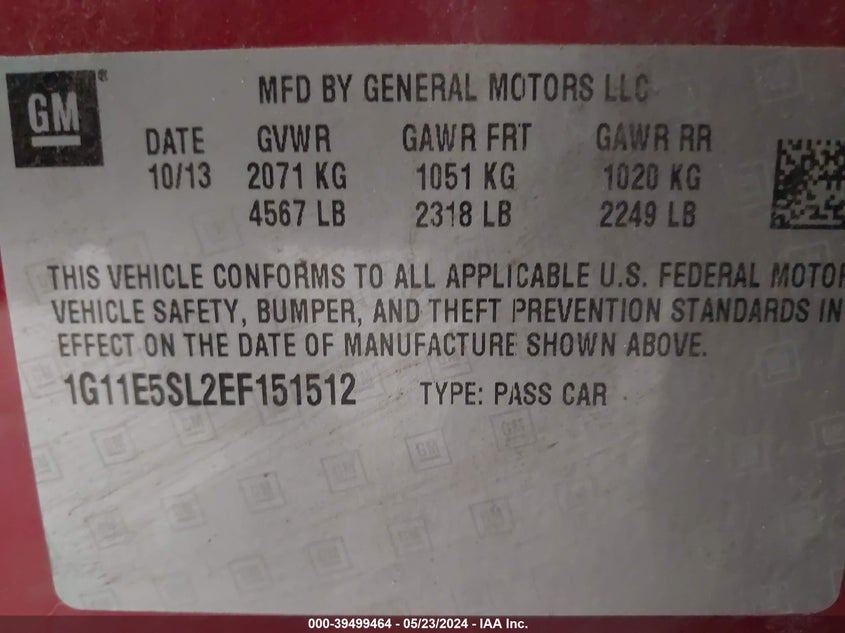 GM®
MFD BY GENERAL MOTORS LLC
DATE GVWR GAWR FRT GAWR RR
10/13 2071 KG 1051 KG 1020 KG
4567 LB 2318 LB 2249 LB
THIS VEHICLE CONFORMS TO ALL APPLICABLE U.S. FEDERAL MOTOR
VEHICLE SAFETY, BUMPER, AND THEFT PREVENTION STANDARDS IN
EFFECT ON THE DATE OF MANUFACTURE SHOWN ABOVE.
1G11E5SL2EF151512 TYPE: PASS CAR
000-39499464 - 05/23/2024 - IAA Inc.